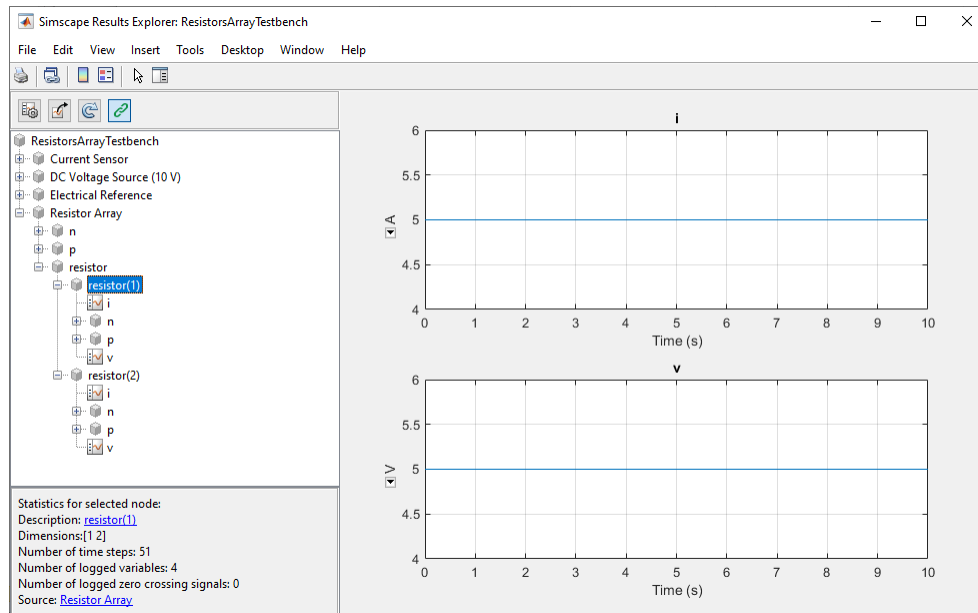 Simscape Results Explorer: ResistorsArrayTestbench
File Edit View Insert Tools Desktop Window Help
ResistorsArrayTestbench
Current Sensor
DC Voltage Source (10 V)
Electrical Reference
Resistor Array
n
p
resistor
resistor(1)
i
n
p
v
resistor(2)
i
n
p
v
Statistics for selected node:
Description: resistor(1)
Dimensions:[1 2]
Number of time steps: 51
Number of logged variables: 4
Number of logged zero crossing signals: 0
Source: Resistor Array
i
6
5.5
5
4.5
4
A
0 1 2 3 4 5 6 7 8 9 10
Time (s)
v
6
5.5
5
4.5
4
V
0 1 2 3 4 5 6 7 8 9 10
Time (s)